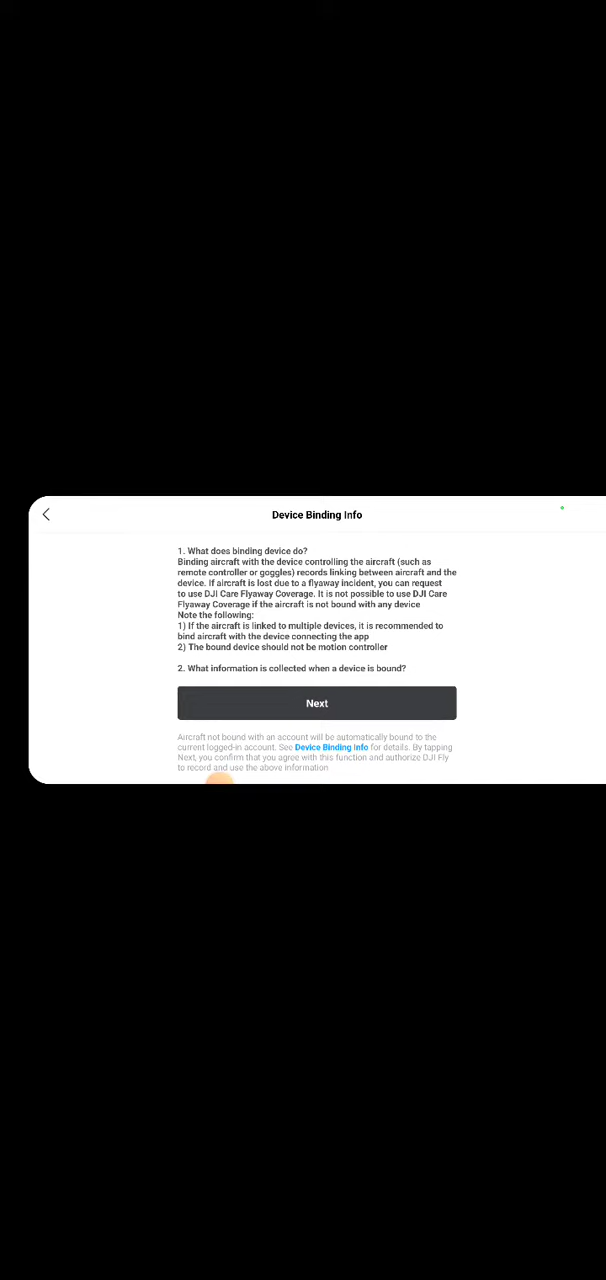 Device Binding Info
1. What does binding device do?
Binding aircraft with the device controlling the aircraft (such as
remote controller or goggles) records linking between aircraft and the
device. If aircraft is lost due to a flyaway incident, you can request
to use DJI Care Flyaway Coverage. It is not possible to use DJI Care
Flyaway Coverage if the aircraft is not bound with any device
Note the following:
1) If the aircraft is linked to multiple devices, it is recommended to
bind aircraft with the device connecting the app
2) The bound device should not be motion controller
2. What information is collected when a device is bound?
Next
Aircraft not bound with an account will be automatically bound to the
current logged-in account. See Device Binding Info for details. By tapping
Next, you confirm that you agree with this function and authorize DJI Fly
to record and use the above information